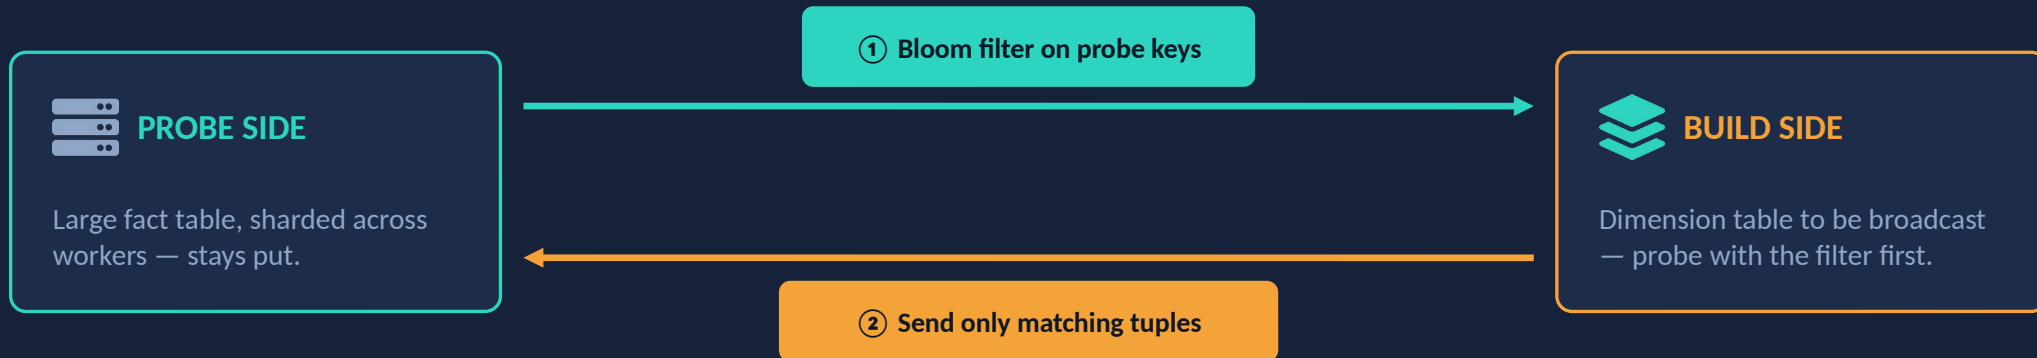 ① Bloom filter on probe keys
PROBE SIDE
Large fact table, sharded across
workers — stays put.
BUILD SIDE
Dimension table to be broadcast
— probe with the filter first.
② Send only matching tuples